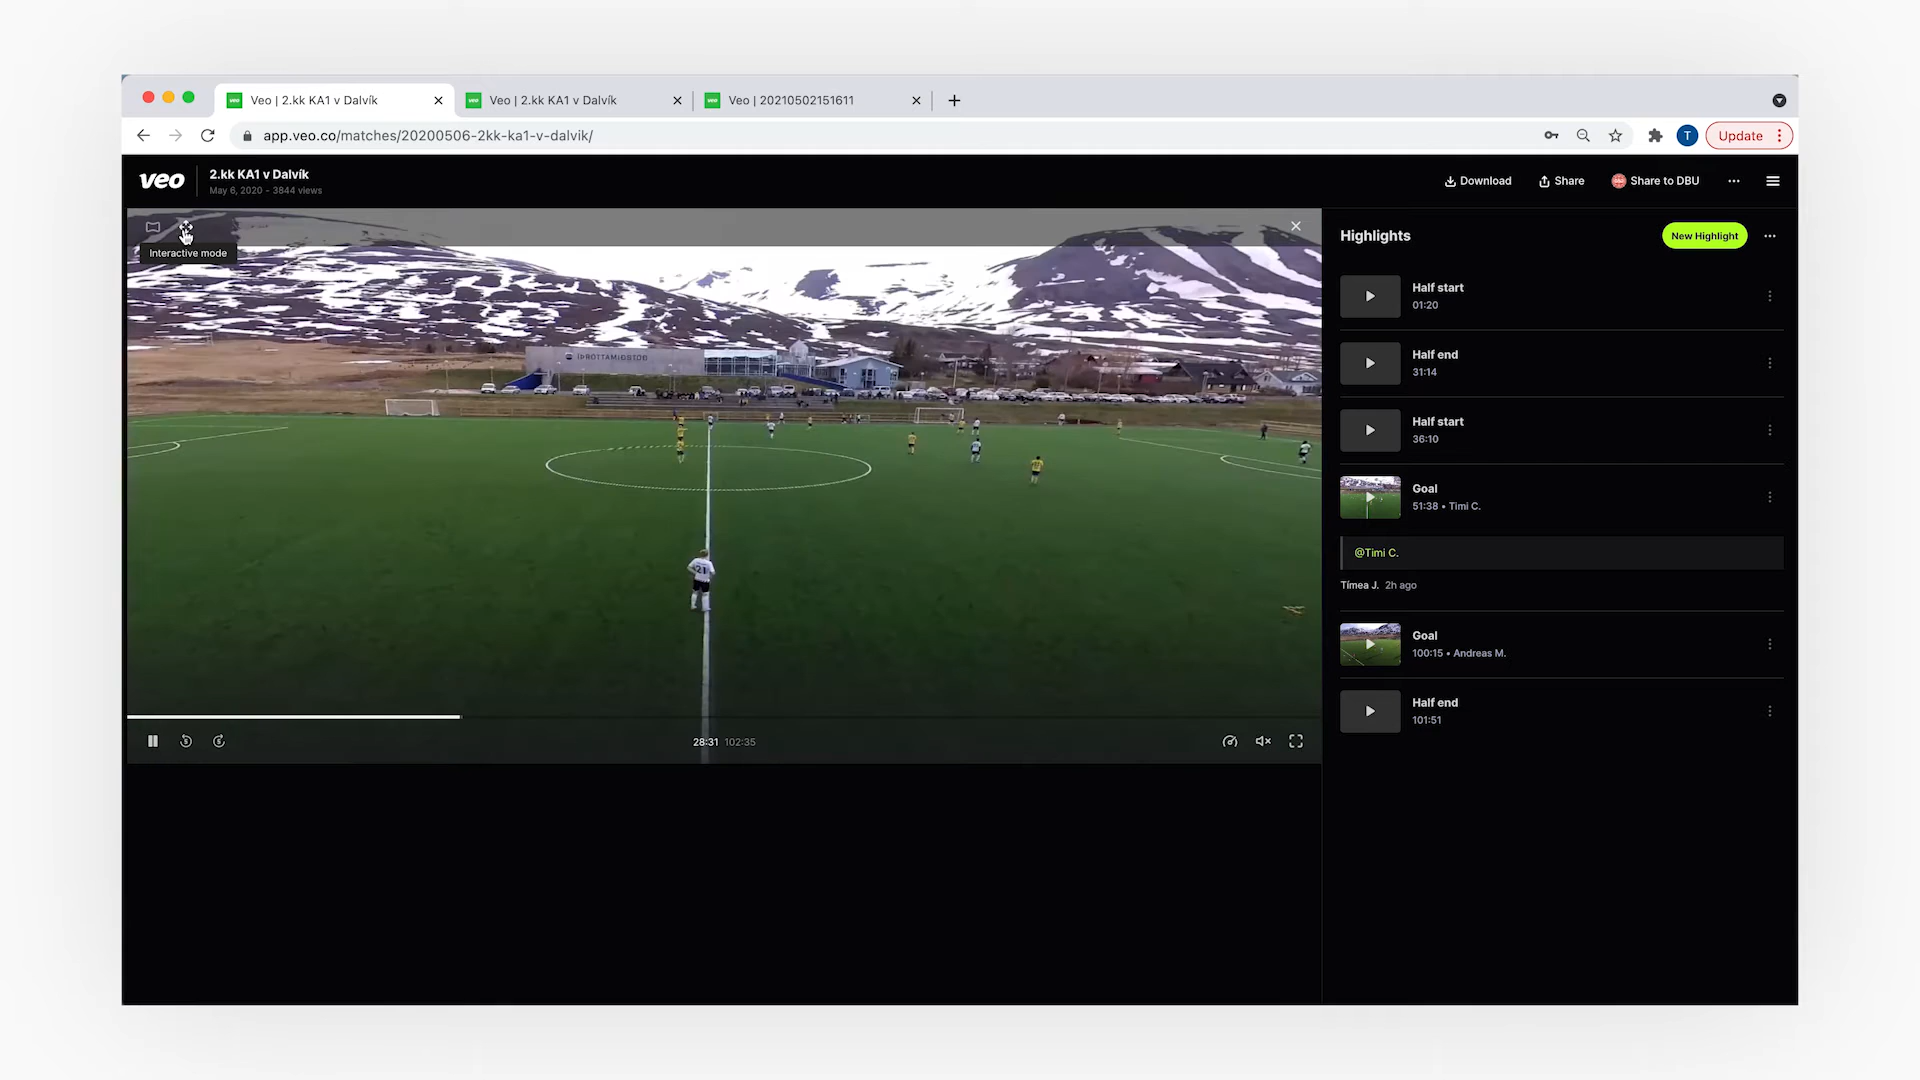 Veo | 2.kk KA1 v Dalvík
Veo | 2.kk KA1 v Dalvík
Veo | 20210502151611
app.veo.co/matches/20200506-2kk-ka1-v-dalvik/
T
Update
veo
2.kk KA1 v Dalvík
May 6, 2020 - 3844 views
Download
Share
Share to DBU
Interactive mode
ÍÞRÓTTAMIÐSTÖÐ
21
28:31 102:35
Highlights
New Highlight
Half start
01:20
Half end
31:14
Half start
36:10
Goal
51:38 • Timi C.
@Timi C.
Tímea J. 2h ago
Goal
100:15 • Andreas M.
Half end
101:51